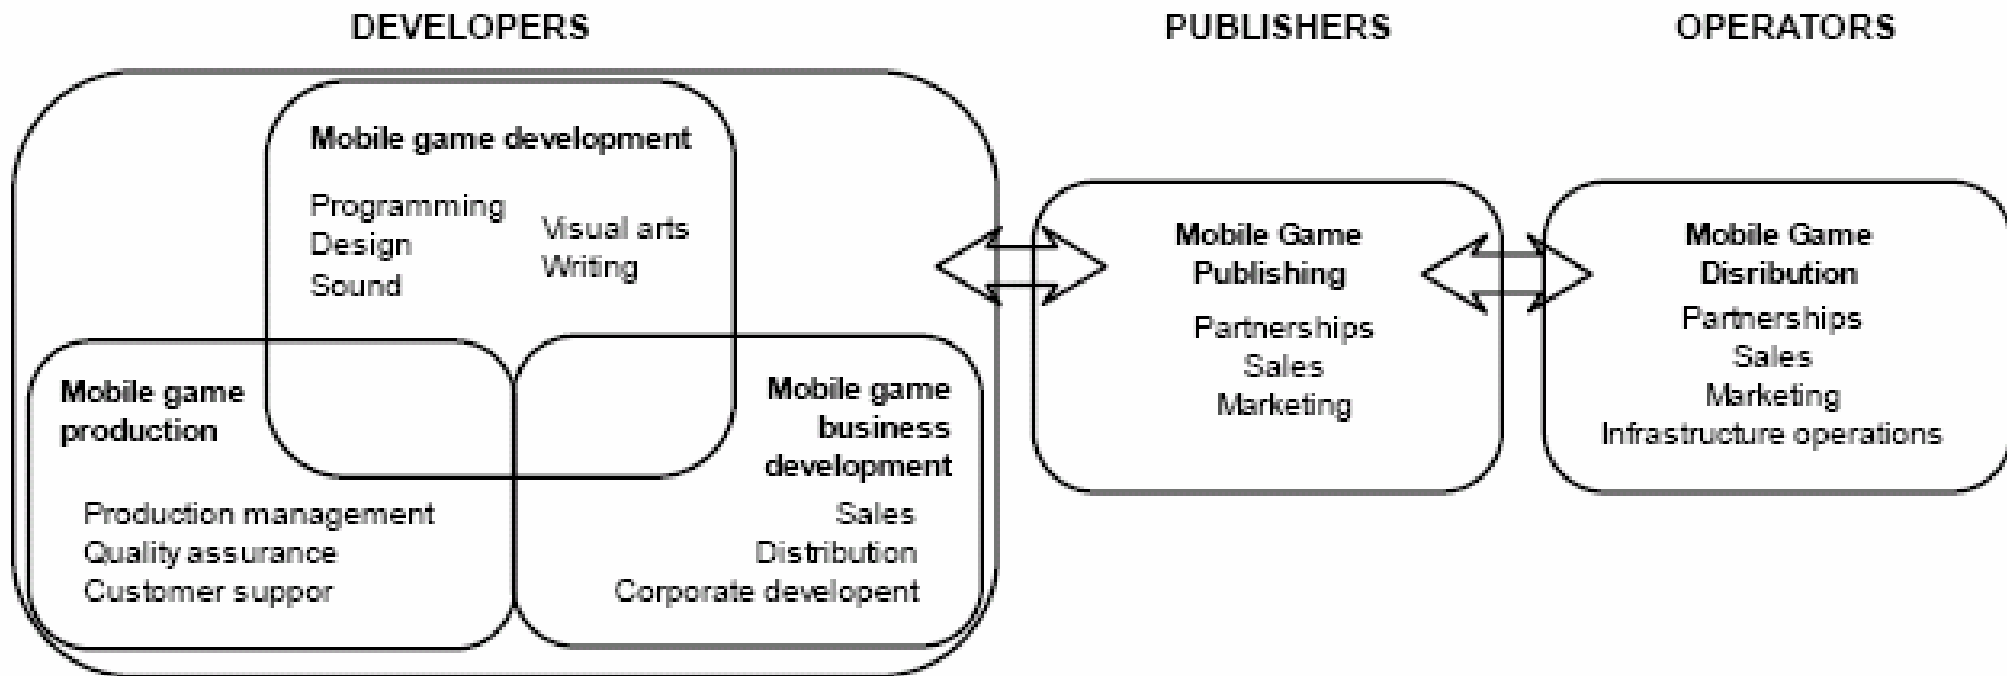 DEVELOPERS
PUBLISHERS
OPERATORS
Mobile game development
Programming
Design
Sound
Visual arts
Writing
Mobile game
production
Production management
Quality assurance
Customer suppor
Mobile game
business
development
Sales
Distribution
Corporate developent
Mobile Game
Publishing
Partnerships
Sales
Marketing
Mobile Game
Disribution
Partnerships
Sales
Marketing
Infrastructure operations